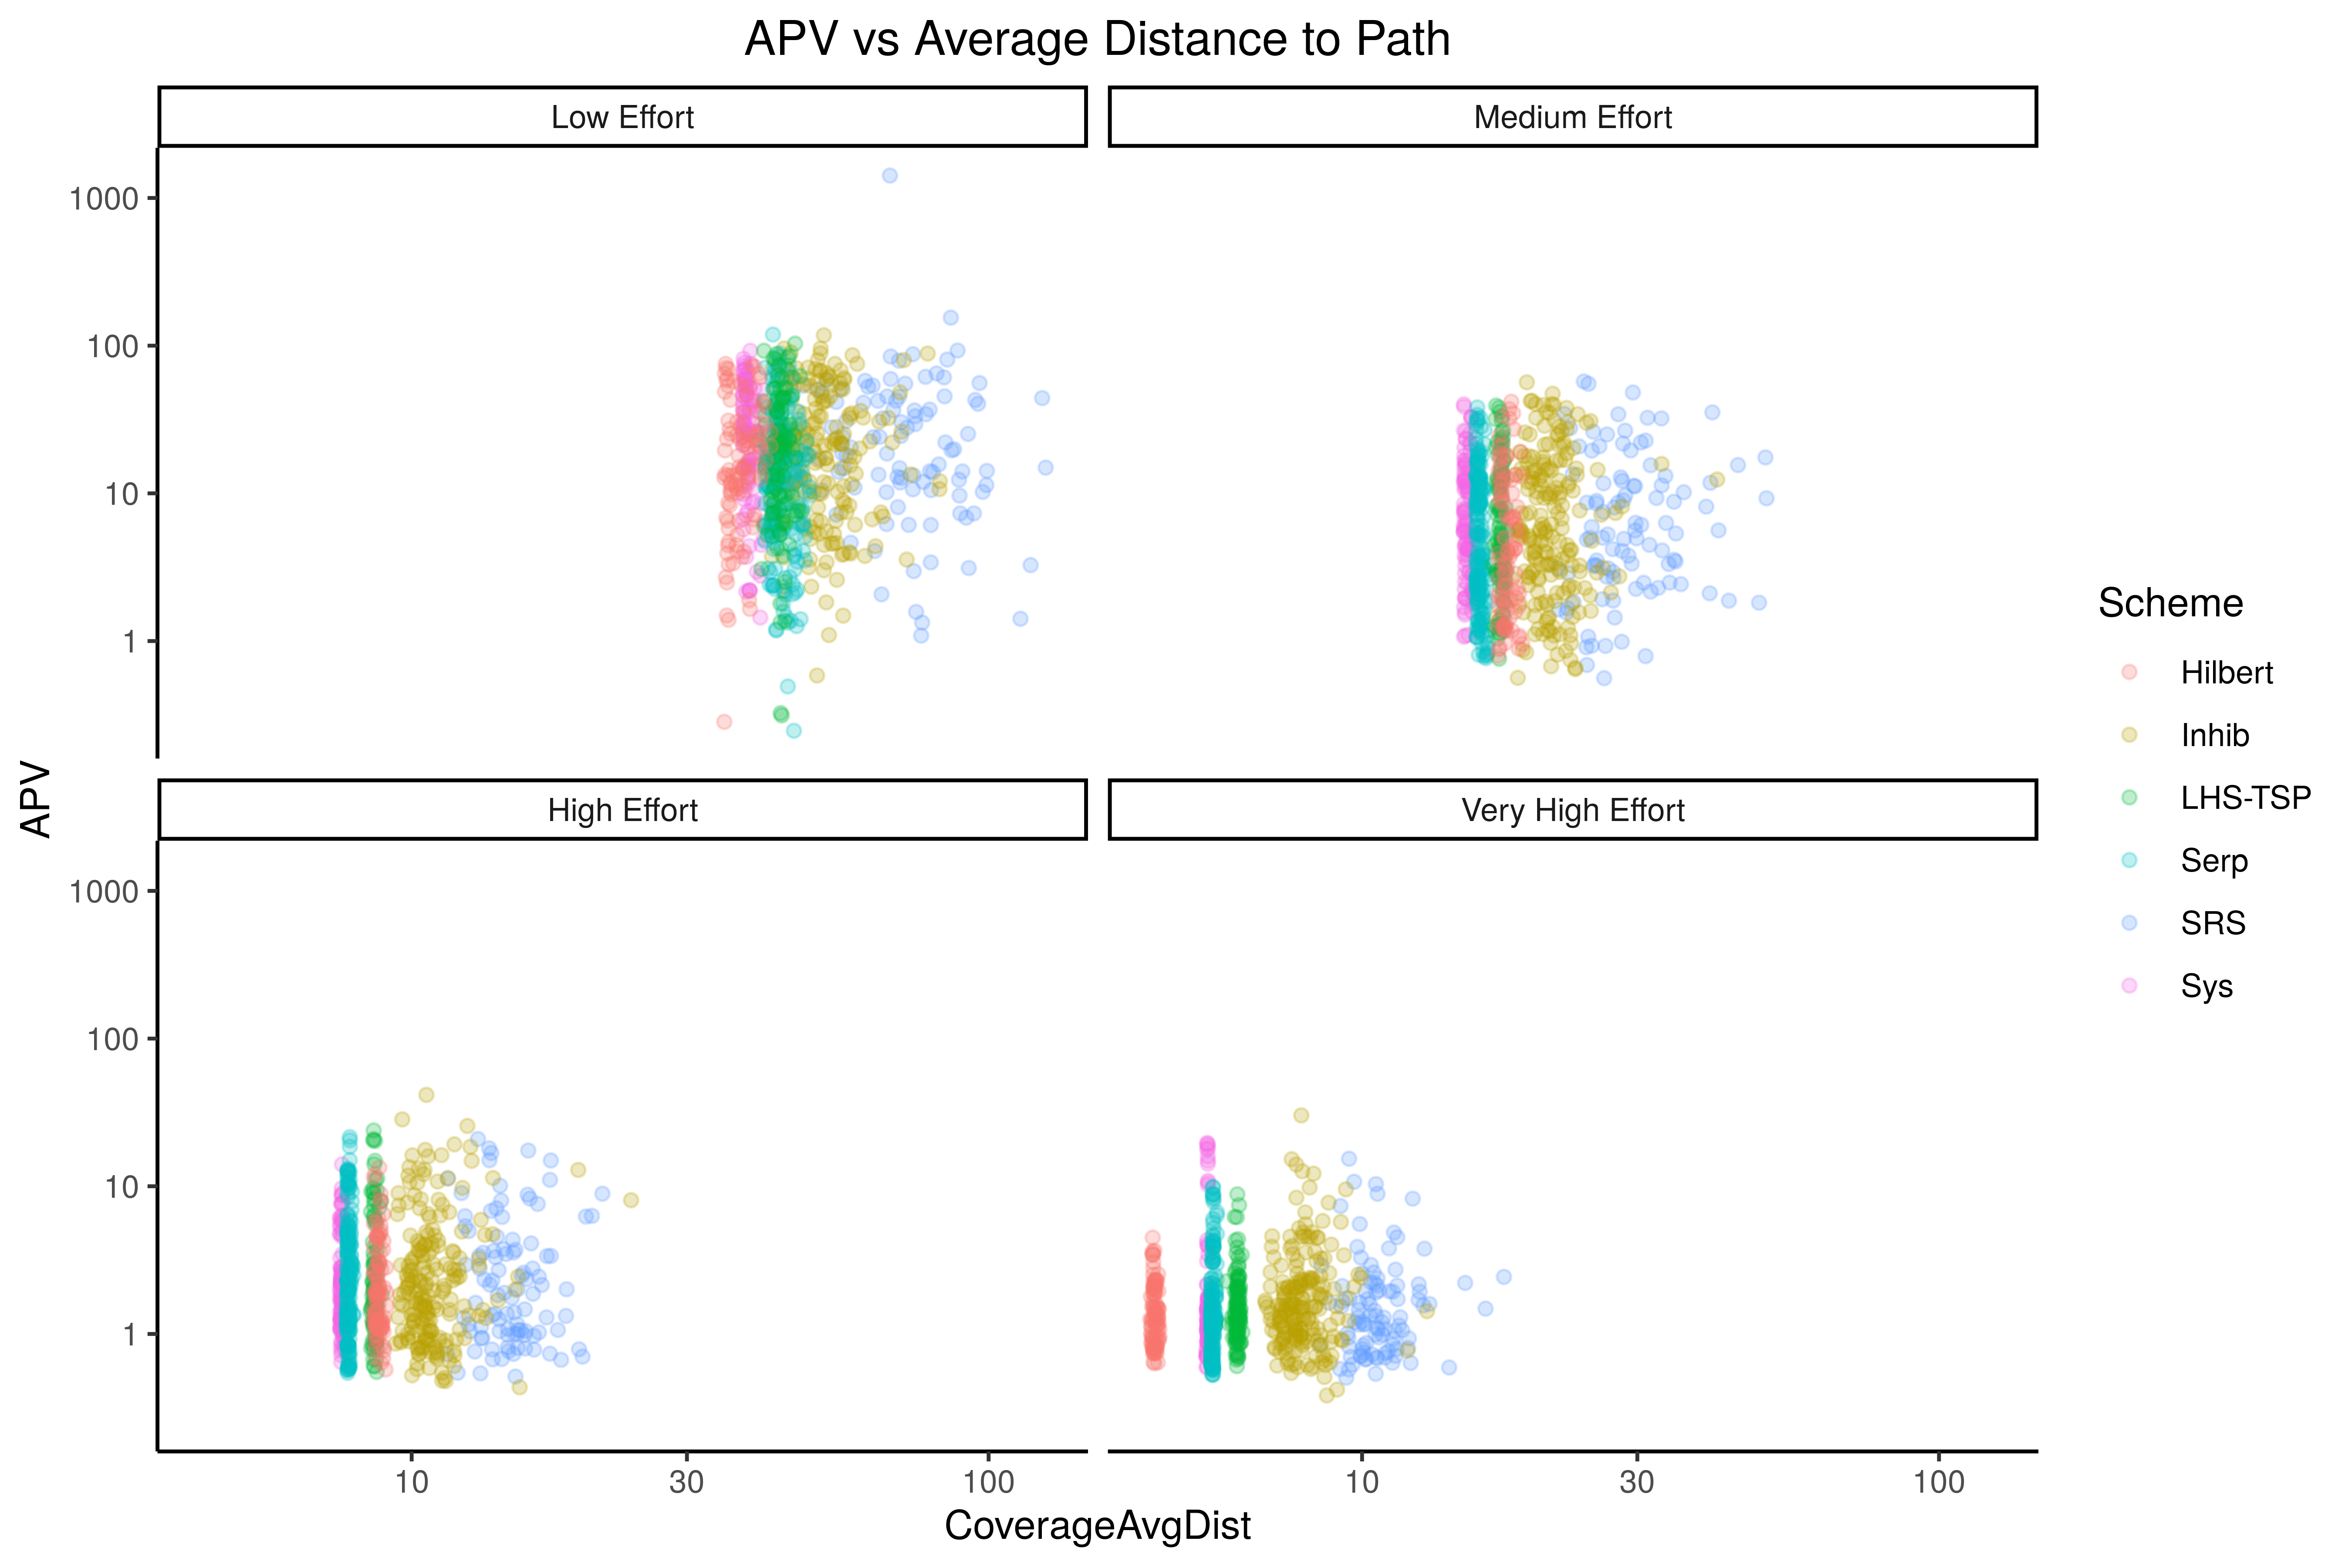 APV vs Average Distance to Path
Low Effort
Medium Effort
1000
100
10
1
High Effort
Very High Effort
1000
100
10
1
10
30
100
10
30
100
CoverageAvgDist
APV
Scheme
Hilbert
Inhib
LHS-TSP
Serp
SRS
Sys